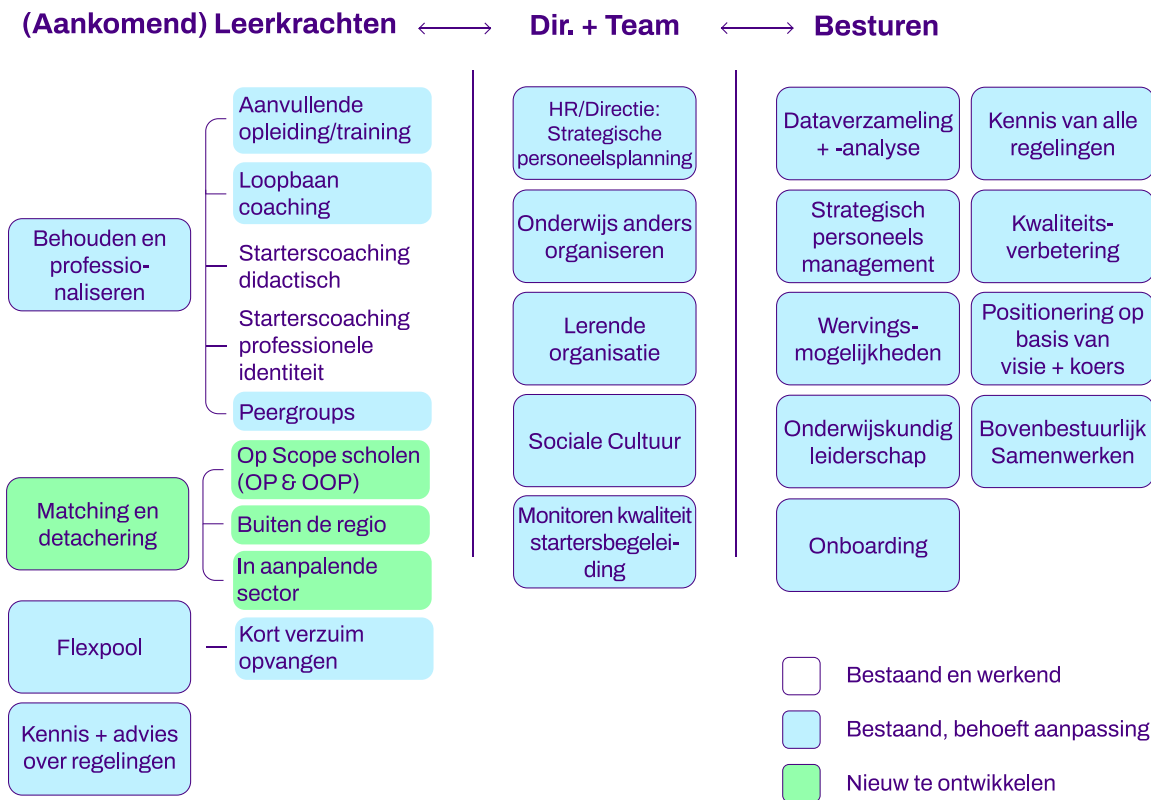 (Aankomend) Leerkrachten
Dir. + Team
Besturen
Behouden en
professio-
naliseren
Aanvullende
opleiding/training
Loopbaan
coaching
Starterscoaching
didactisch
Starterscoaching
professionele
identiteit
Peergroups
Matching en
detachering
Op Scope scholen
(OP & OOP)
Buiten de regio
In aanpalende
sector
Flexpool
Kort verzuim
opvangen
Kennis + advies
over regelingen
HR/Directie:
Strategische
personeelsplanning
Onderwijs anders
organiseren
Lerende
organisatie
Sociale Cultuur
Monitoren kwaliteit
startersbegelei-
ding
Dataverzameling
+ -analyse
Kennis van alle
regelingen
Strategisch
personeels
management
Kwaliteits-
verbetering
Wervings-
mogelijkheden
Positionering op
basis van
visie + koers
Onderwijskundig
leiderschap
Bovenbestuurlijk
Samenwerken
Onboarding
Bestaand en werkend
Bestaand, behoeft aanpassing
Nieuw te ontwikkelen